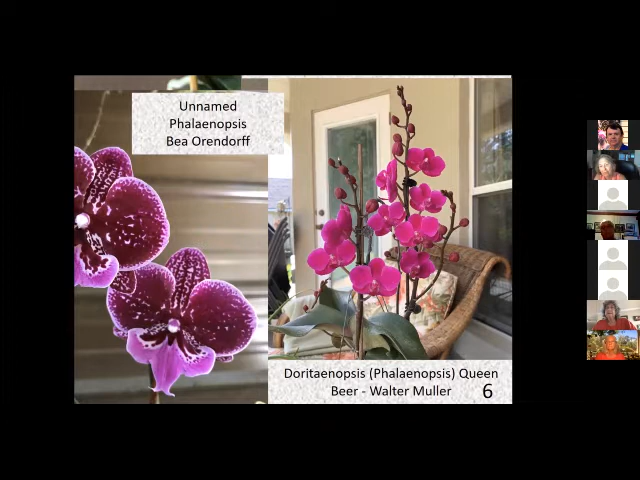 Unnamed
Phalaenopsis
Bea Orendorff
Doritaenopsis (Phalaenopsis) Queen
Beer - Walter Muller
6